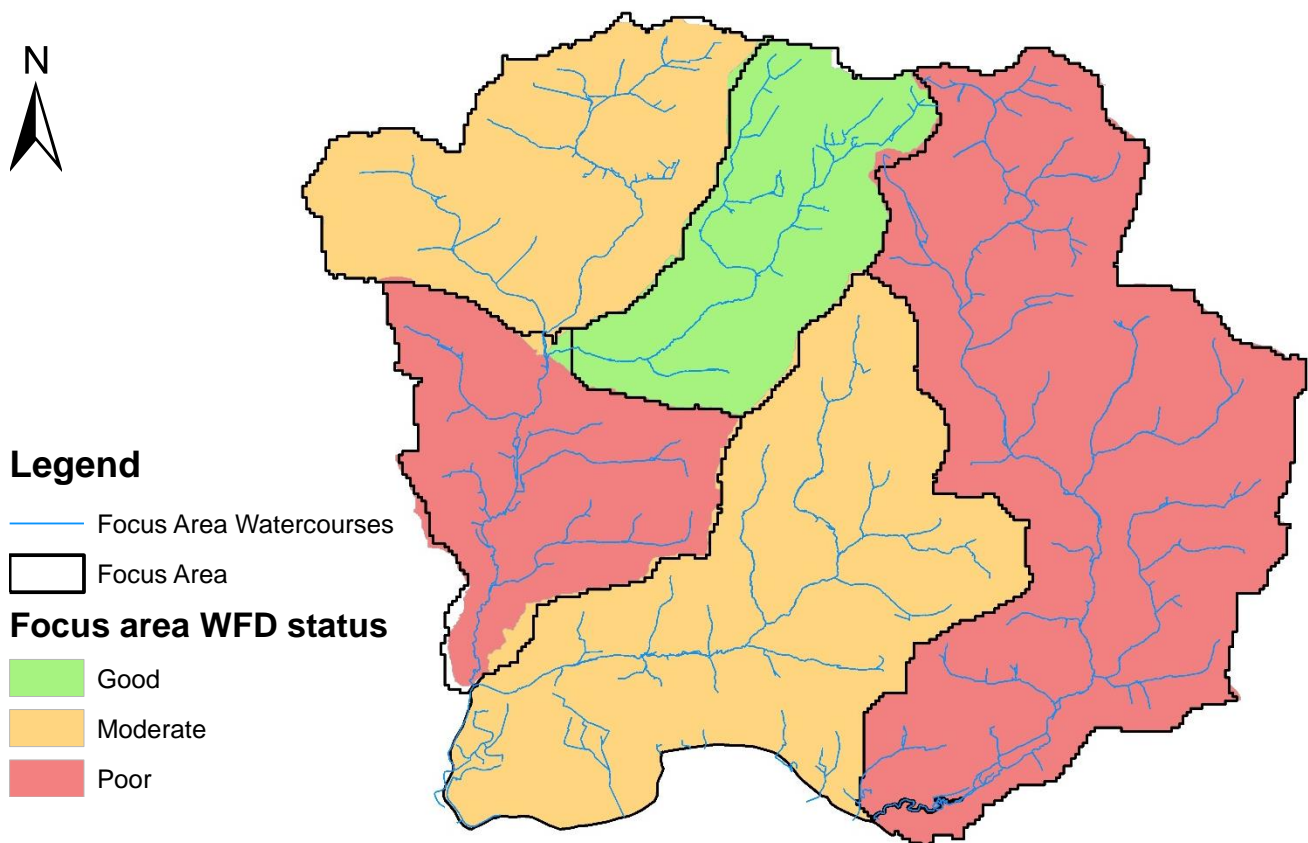 N
Legend
Focus Area Watercourses
Focus Area
Focus area WFD status
Good
Moderate
Poor